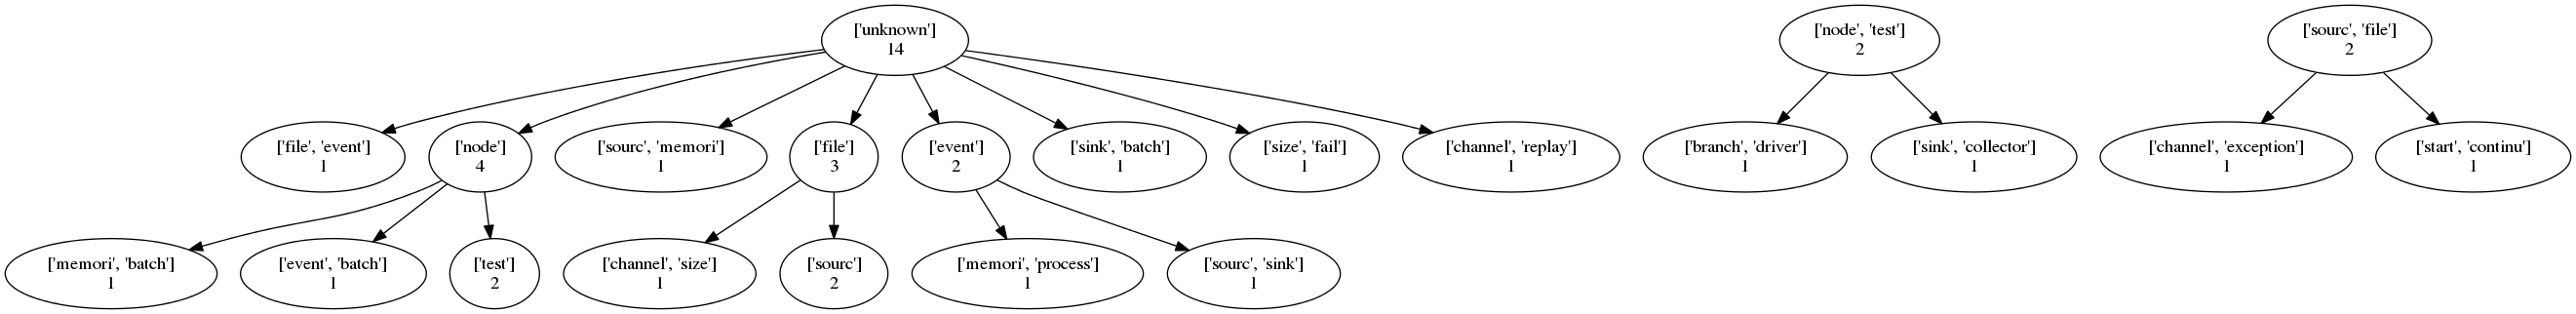 ['unknown']
14
['node', 'test']
2
['sourc', 'file']
2
['file', 'event']
1
['node']
4
['sourc', 'memori']
1
['file']
3
['event']
2
['sink', 'batch']
1
['size', 'fail']
1
['channel', 'replay']
1
['branch', 'driver']
1
['sink', 'collector']
1
['channel', 'exception']
1
['start', 'continu']
1
['memori', 'batch']
1
['event', 'batch']
1
['test']
2
['channel', 'size']
1
['sourc']
2
['memori', 'process']
1
['sourc', 'sink']
1